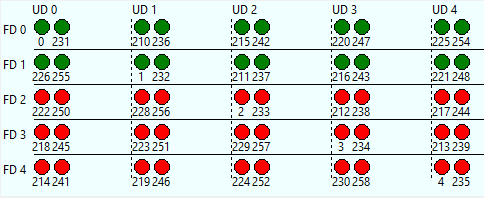 UD 0 UD 1 UD 2 UD 3 UD 4
FD 0
0 231 210 236 215 242 220 247 225 254
FD 1
226 255 1 232 211 237 216 243 221 248
FD 2
222 250 228 256 2 233 212 238 217 244
FD 3
218 245 223 251 229 257 3 234 213 239
FD 4
214 241 219 246 224 252 230 258 4 235